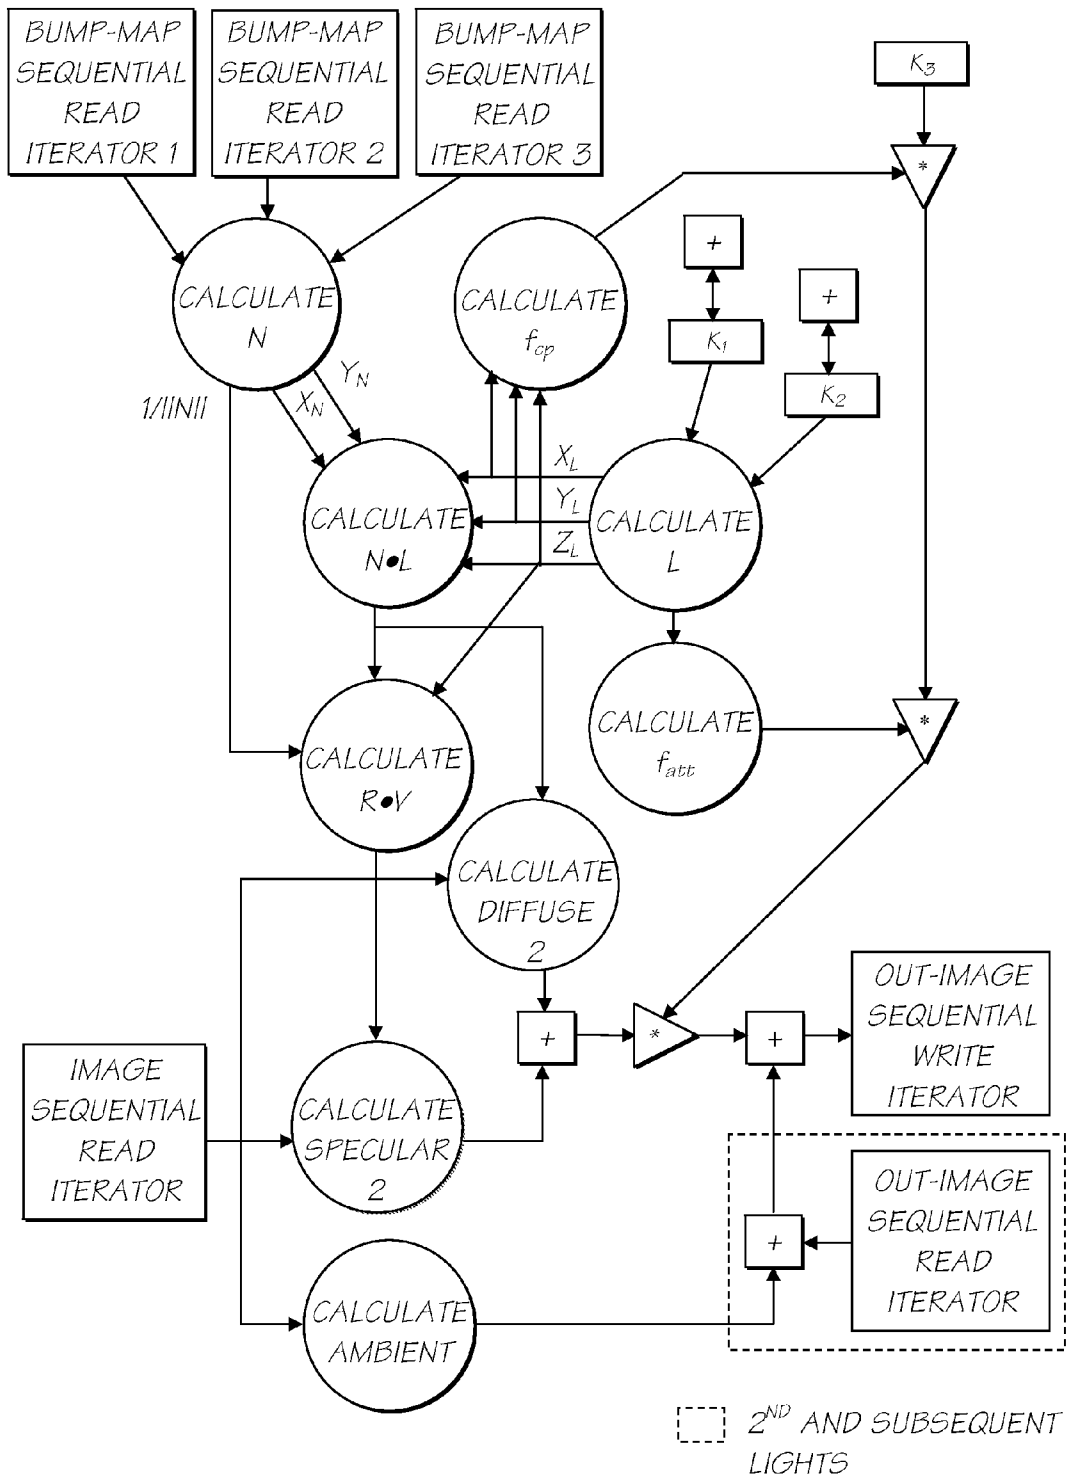 BUMP-MAP
SEQUENTIAL
READ
ITERATOR 1
BUMP-MAP
SEQUENTIAL
READ
ITERATOR 2
BUMP-MAP
SEQUENTIAL
READ
ITERATOR 3
K3
*
CALCULATE
N
CALCULATE
fcp
+
K1
+
K2
1/||N||
XN
YN
CALCULATE
N●L
XL
YL
ZL
CALCULATE
L
CALCULATE
R●V
CALCULATE
fatt
*
CALCULATE
DIFFUSE
2
+
*
+
OUT-IMAGE
SEQUENTIAL
WRITE
ITERATOR
IMAGE
SEQUENTIAL
READ
ITERATOR
CALCULATE
SPECULAR
2
+
OUT-IMAGE
SEQUENTIAL
READ
ITERATOR
CALCULATE
AMBIENT
2ND AND SUBSEQUENT
LIGHTS